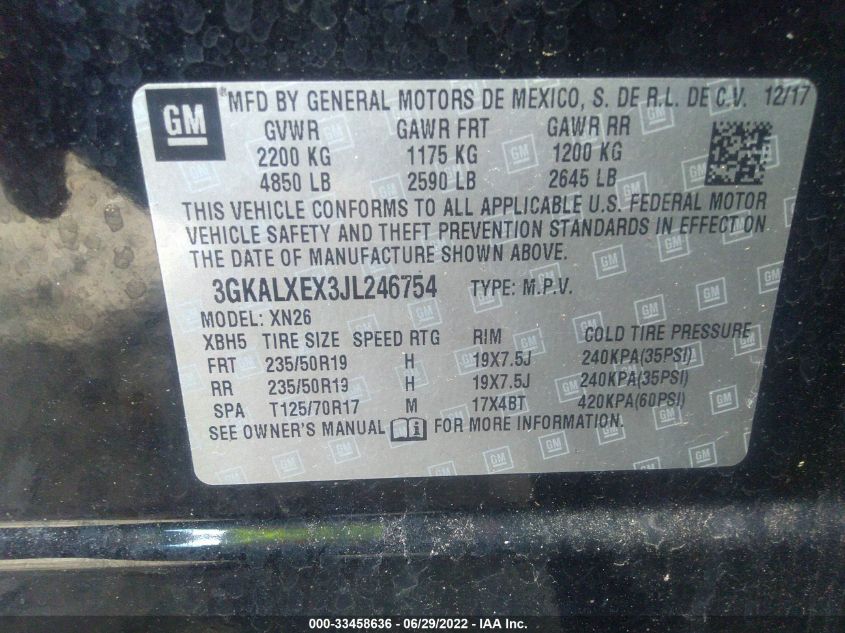 GM ® MFD BY GENERAL MOTORS DE MEXICO, S. DE R.L. DE C.V. 12/17
GVWR GAWR FRT GAWR RR
2200 KG 1175 KG 1200 KG
4850 LB 2590 LB 2645 LB
THIS VEHICLE CONFORMS TO ALL APPLICABLE U.S. FEDERAL MOTOR
VEHICLE SAFETY AND THEFT PREVENTION STANDARDS IN EFFECT ON
THE DATE OF MANUFACTURE SHOWN ABOVE.
3GKALXEX3JL246754 TYPE: M.P.V.
MODEL: XN26
XBH5 TIRE SIZE SPEED RTG RIM COLD TIRE PRESSURE
FRT 235/50R19 H 19X7.5J 240KPA(35PSI)
RR 235/50R19 H 19X7.5J 240KPA(35PSI)
SPA T125/70R17 M 17X4BT 420KPA(60PSI)
SEE OWNER'S MANUAL FOR MORE INFORMATION.
000-33458636 - 06/29/2022 - IAA Inc.